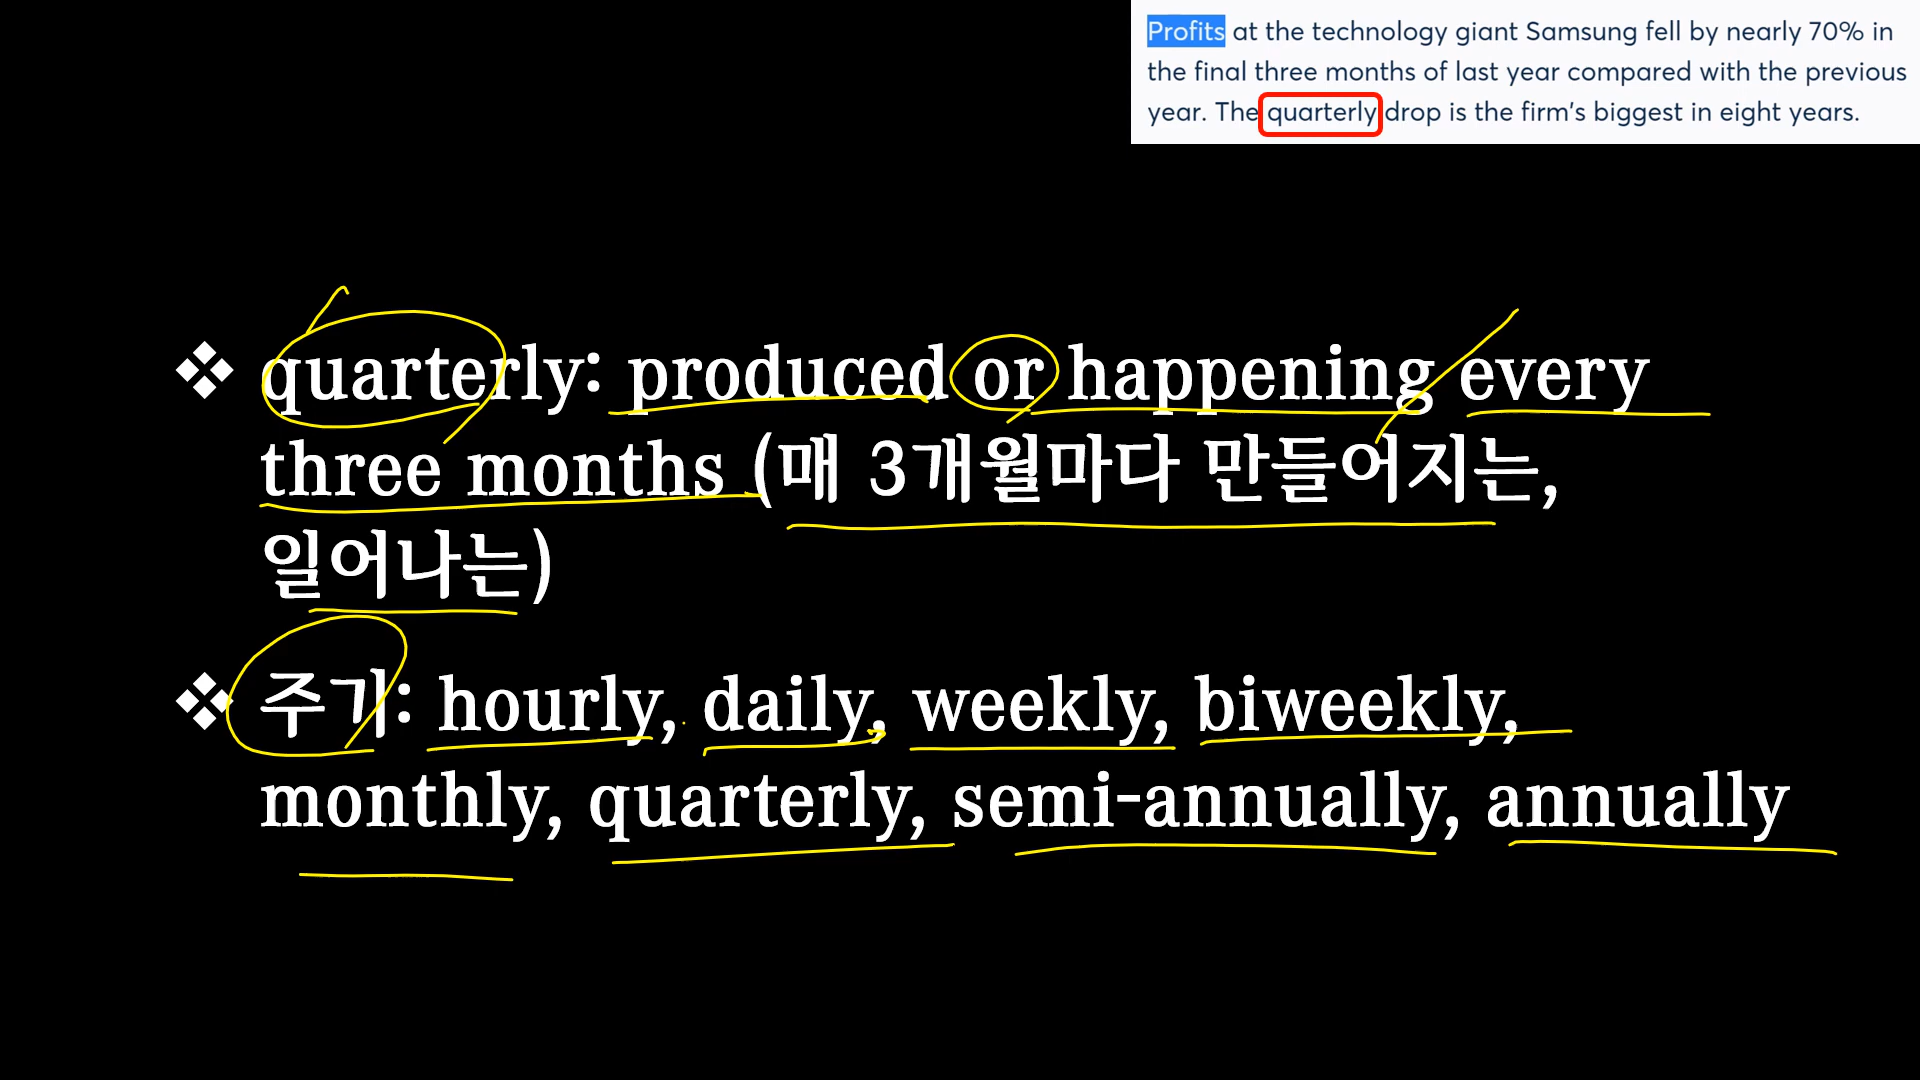 Profits at the technology giant Samsung fell by nearly 70% in
the final three months of last year compared with the previous
year. The quarterly drop is the firm's biggest in eight years.
❖ quarterly: produced or happening every
three months (매 3개월마다 만들어지는,
일어나는)
❖ 주기: hourly, daily, weekly, biweekly,
monthly, quarterly, semi-annually, annually